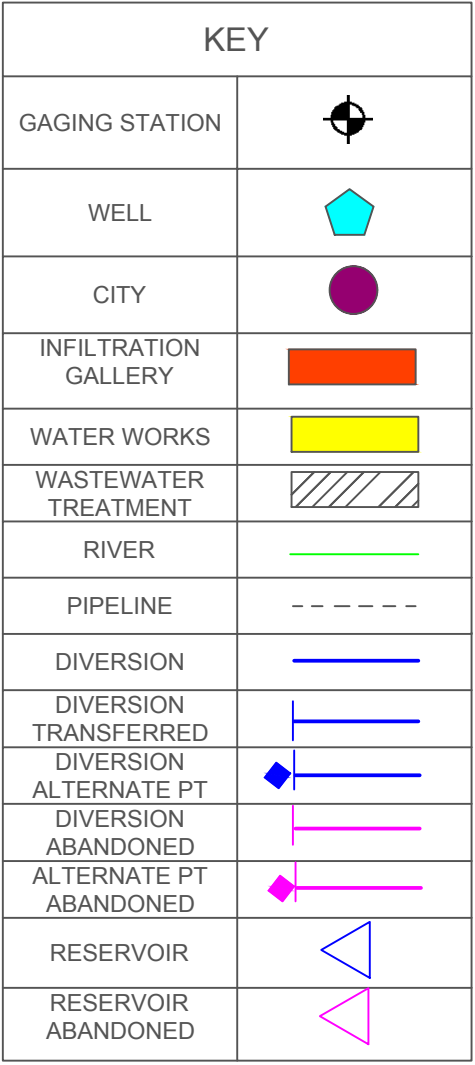 KEY
GAGING STATION
WELL
CITY
INFILTRATION
GALLERY
WATER WORKS
WASTEWATER
TREATMENT
RIVER
PIPELINE
DIVERSION
DIVERSION
TRANSFERRED
DIVERSION
ALTERNATE PT
DIVERSION
ABANDONED
ALTERNATE PT
ABANDONED
RESERVOIR
RESERVOIR
ABANDONED